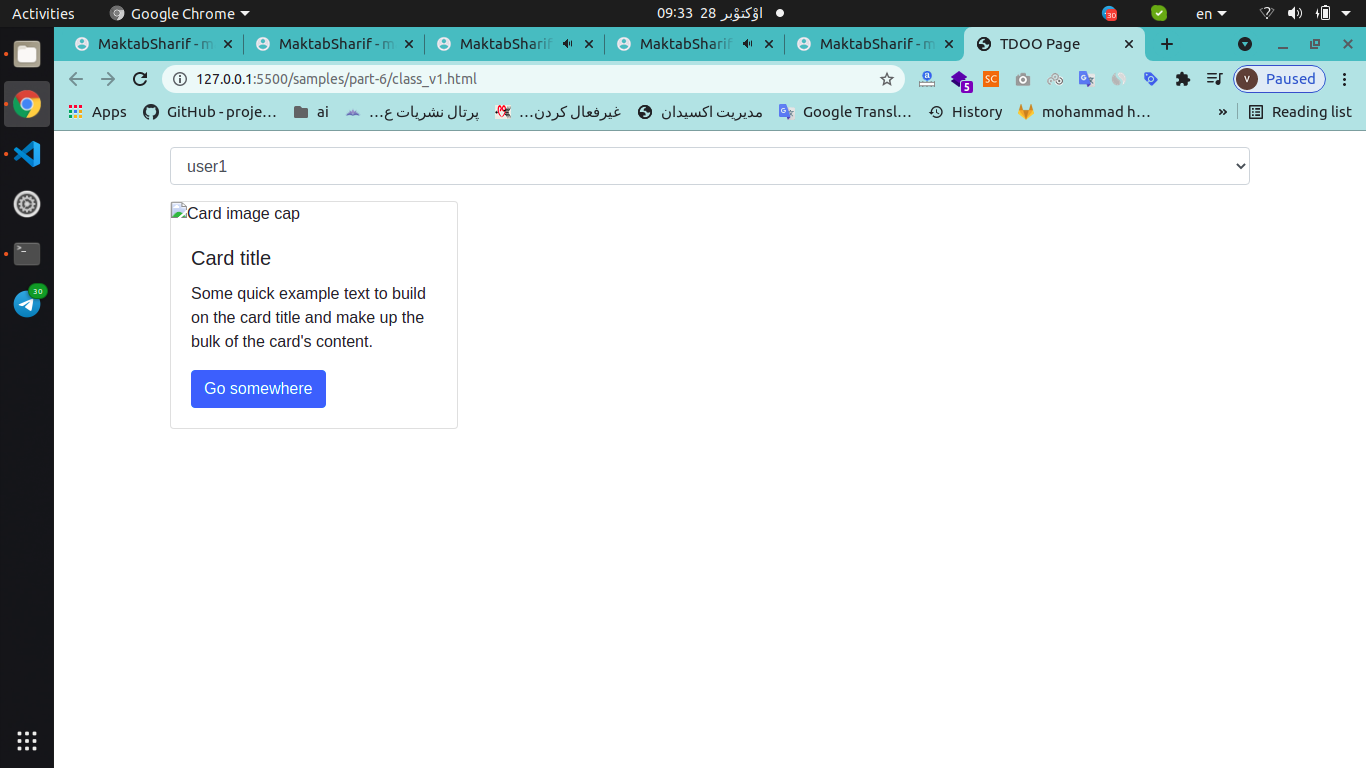 Activities Google Chrome 09:33 28 اوْکتوْبر 30 en
MaktabSharif - m MaktabSharif - m MaktabSharif MaktabSharif MaktabSharif - m TDOO Page
127.0.0.1:5500/samples/part-6/class_v1.html a 5 SC G V Paused
Apps GitHub - proje… ai پرتال نشریات ع… غیرفعال کردن… مدیریت اکسیدان Google Transl… History mohammad h… » Reading list
user1
Card image cap
Card title
Some quick example text to build
on the card title and make up the
bulk of the card's content.
Go somewhere
30